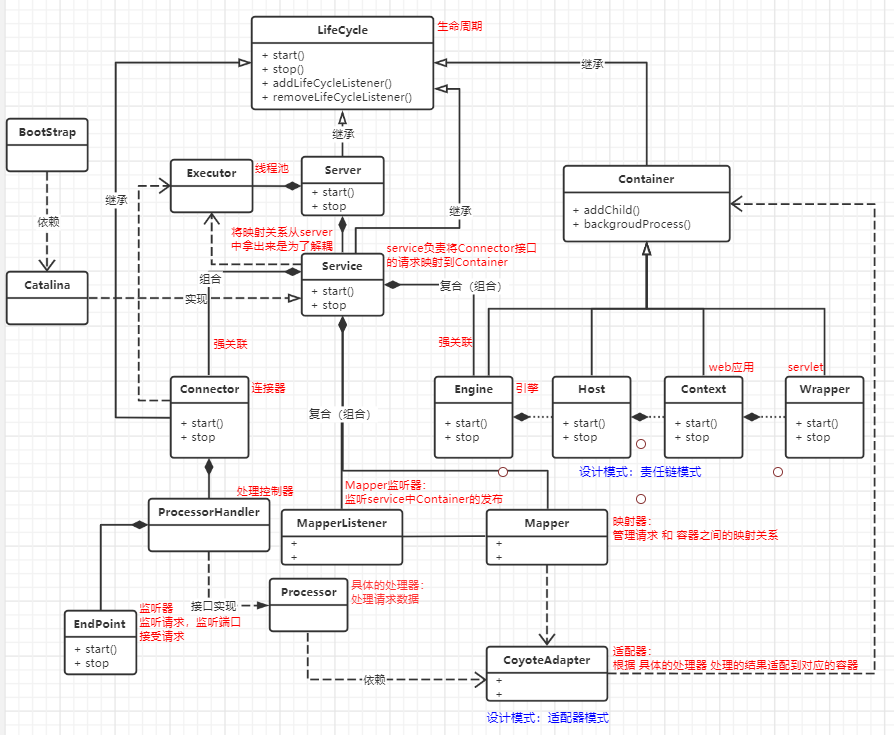 LifeCycle
+ start()
+ stop()
+ addLifeCycleListener()
+ removeLifeCycleListener()
生命周期
继承
继承
BootStrap
依赖
Catalina
继承
Executor
线程池
Server
+ start()
+ stop
继承
Container
+ addChild()
+ backgroudProcess()
将映射关系从server
中拿出来是为了解耦
组合
实现
Service
+ start()
+ stop
service负责将Connector接口
的请求映射到Container
复合（组合）
强关联
强关联
Connector
+ start()
+ stop
连接器
复合（组合）
Engine
+ start()
+ stop
引擎
Host
+ start()
+ stop
web应用
Context
+ start()
+ stop
servlet
Wrapper
+ start()
+ stop
设计模式：责任链模式
处理控制器
ProcessorHandler
Mapper监听器：
监听service中Container的发布
MapperListener
+
+
Mapper
+
+
映射器：
管理请求 和 容器之间的映射关系
接口实现
Processor
具体的处理器：
处理请求数据
EndPoint
+ start()
+ stop
监听器
监听请求，监听端口
接受请求
依赖
CoyoteAdapter
+
+
适配器：
根据 具体的处理器 处理的结果适配到对应的容器
设计模式：适配器模式